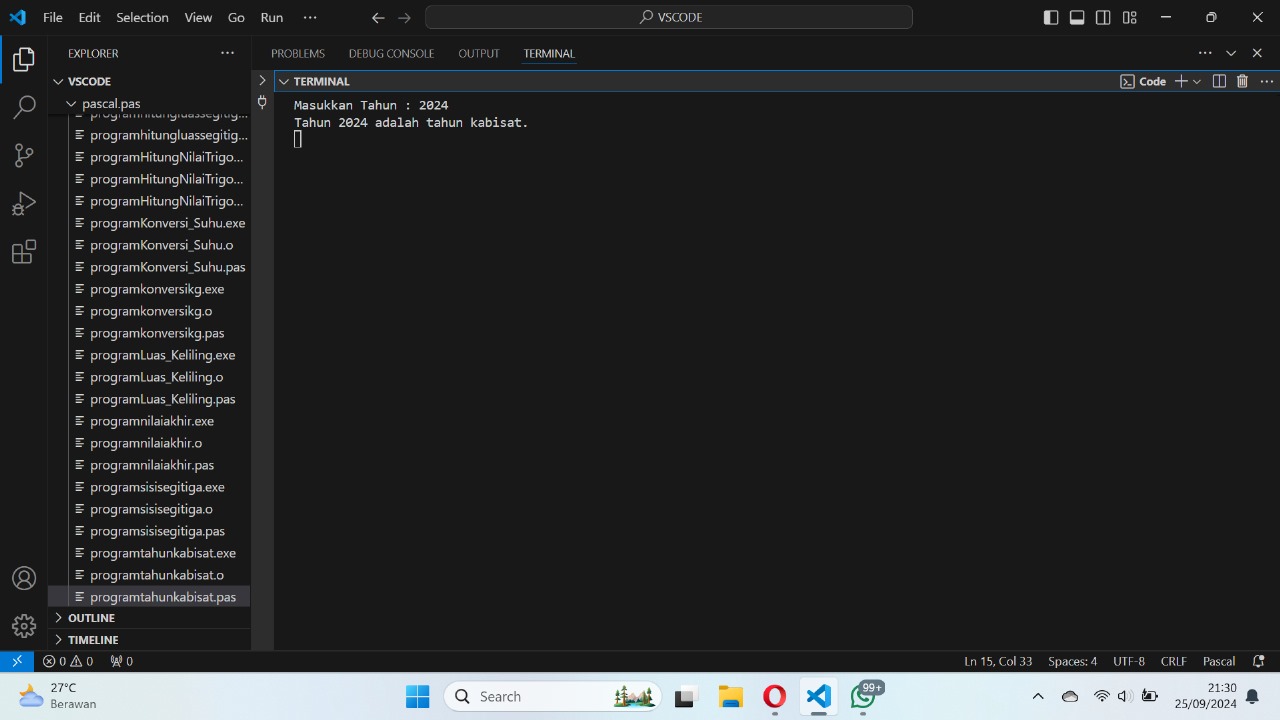 File Edit Selection View Go Run ···
VSCODE
EXPLORER
PROBLEMS DEBUG CONSOLE OUTPUT TERMINAL
VSCODE
TERMINAL
Code
pascal.pas
programhitungluassegitig...
programhitungluassegitig...
programHitungNilaiTrigo...
programHitungNilaiTrigo...
programHitungNilaiTrigo...
programKonversi_Suhu.exe
programKonversi_Suhu.o
programKonversi_Suhu.pas
programkonversikg.exe
programkonversikg.o
programkonversikg.pas
programLuas_Keliling.exe
programLuas_Keliling.o
programLuas_Keliling.pas
programnilaiakhir.exe
programnilaiakhir.o
programnilaiakhir.pas
programsisisegitiga.exe
programsisisegitiga.o
programsisisegitiga.pas
programtahunkabisat.exe
programtahunkabisat.o
programtahunkabisat.pas
OUTLINE
TIMELINE
Masukkan Tahun : 2024
Tahun 2024 adalah tahun kabisat.
0 0 0
Ln 15, Col 33 Spaces: 4 UTF-8 CRLF Pascal
27°C
Berawan
Search
99+
21:30
25/09/2024